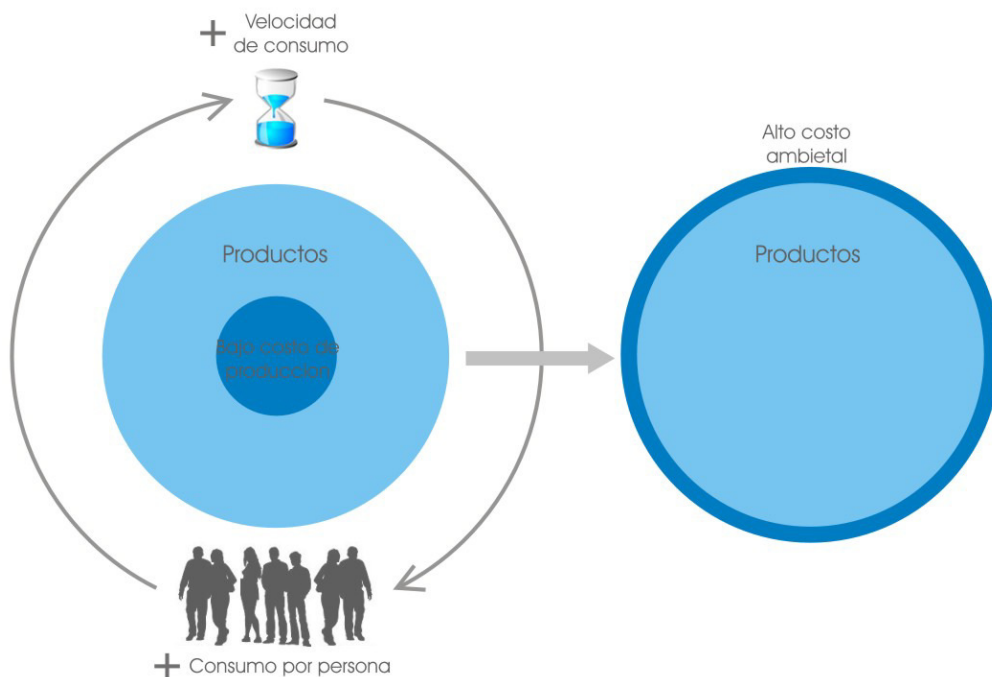 + Velocidad
de consumo
Productos
Bajo costo de
produccion
+ Consumo por persona
Alto costo
ambietal
Productos